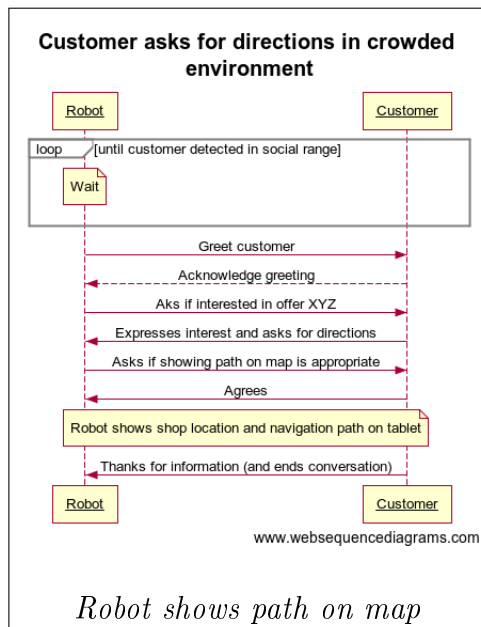 Customer asks for directions in crowded
environment
Robot
Customer
loop
[until customer detected in social range]
Wait
Greet customer
Acknowledge greeting
Aks if interested in offer XYZ
Expresses interest and asks for directions
Asks if showing path on map is appropriate
Agrees
Robot shows shop location and navigation path on tablet
Thanks for information (and ends conversation)
Robot
Customer
www.websequencediagrams.com
Robot shows path on map